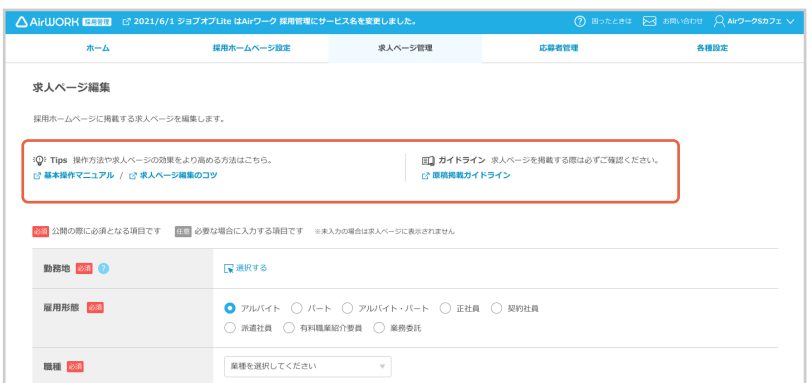 AirWORK 採用管理 2021/6/1 ジョブオプLite はAirワーク 採用管理にサービス名を変更しました。 ? 困ったときは お問い合わせ AirワークSカフェ
ホーム 採用ホームページ設定 求人ページ管理 応募者管理 各種設定
求人ページ編集
採用ホームページに掲載する求人ページを編集します。
Tips 操作方法や求人ページの効果をより高める方法はこちら。
基本操作マニュアル / 求人ページ編集のコツ
ガイドライン 求人ページを掲載する際は必ずご確認ください。
原稿掲載ガイドライン
必須 公開の際に必須となる項目です 任意 必要な場合に入力する項目です ※未入力の場合は求人ページに表示されません
勤務地 必須 ? 選択する
雇用形態 必須 アルバイト パート アルバイト・パート 正社員 契約社員
派遣社員 有料職業紹介要員 業務委託
職種 必須 業種を選択してください